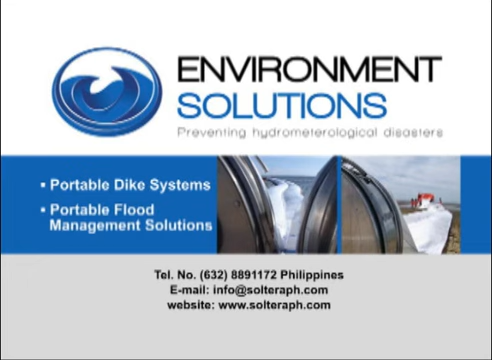 ENVIRONMENT
SOLUTIONS
Preventing hydrometerological disasters
▪ Portable Dike Systems
▪ Portable Flood
Management Solutions
Tel. No. (632) 8891172 Philippines
E-mail: info@solteraph.com
website: www.solteraph.com